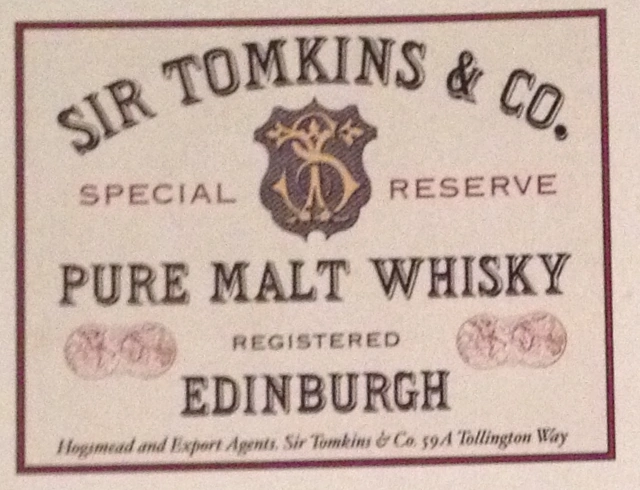 SIR TOMKINS & CO.
SPECIAL RESERVE
PURE MALT WHISKY
REGISTERED
EDINBURGH
Hogsmead and Export Agents. Sir Tomkins & Co. 59A Tollington Way